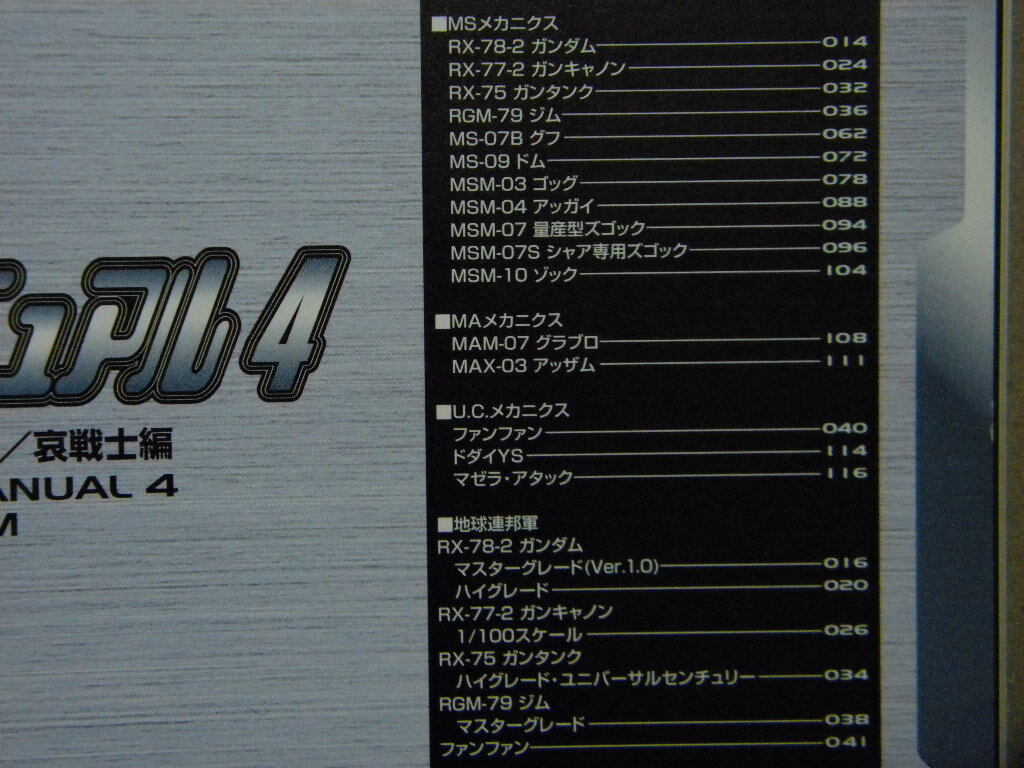 ュアル4
／哀戦士編
ANUAL 4
M
■MSメカニクス
RX-78-2 ガンダム 014
RX-77-2 ガンキャノン 024
RX-75 ガンタンク 032
RGM-79 ジム 036
MS-07B グフ 062
MS-09 ドム 072
MSM-03 ゴッグ 078
MSM-04 アッガイ 088
MSM-07 量産型ズゴック 094
MSM-07S シャア専用ズゴック 096
MSM-10 ゾック 104
■MAメカニクス
MAM-07 グラブロ 108
MAX-03 アッザム 111
■U.C.メカニクス
ファンファン 040
ドダイYS 114
マゼラ・アタック 116
■地球連邦軍
RX-78-2 ガンダム
マスターグレード(Ver.1.0) 016
ハイグレード 020
RX-77-2 ガンキャノン
1/100スケール 026
RX-75 ガンタンク
ハイグレード・ユニバーサルセンチュリー 034
RGM-79 ジム
マスターグレード 038
ファンファン 041